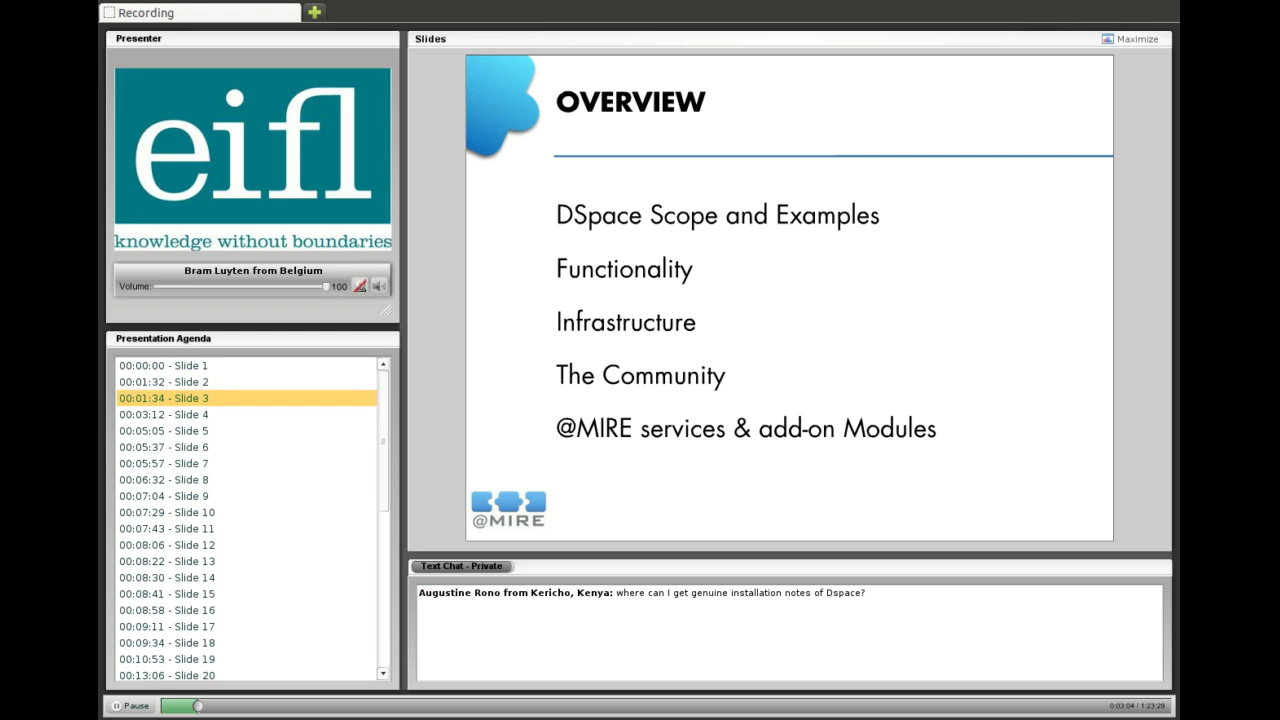 Recording
Presenter
eifl
knowledge without boundaries
Bram Luyten from Belgium
Volume: 100
Presentation Agenda
00:00:00 - Slide 1
00:01:32 - Slide 2
00:01:34 - Slide 3
00:03:12 - Slide 4
00:05:05 - Slide 5
00:05:37 - Slide 6
00:05:57 - Slide 7
00:06:32 - Slide 8
00:07:04 - Slide 9
00:07:29 - Slide 10
00:07:43 - Slide 11
00:08:06 - Slide 12
00:08:22 - Slide 13
00:08:30 - Slide 14
00:08:41 - Slide 15
00:08:58 - Slide 16
00:09:11 - Slide 17
00:09:34 - Slide 18
00:10:53 - Slide 19
00:13:06 - Slide 20
Slides
Maximize
OVERVIEW
DSpace Scope and Examples
Functionality
Infrastructure
The Community
@MIRE services & add-on Modules
@MIRE
Text Chat - Private
Augustine Rono from Kericho, Kenya: where can I get genuine installation notes of Dspace?
Pause
0:03:04 / 1:23:29